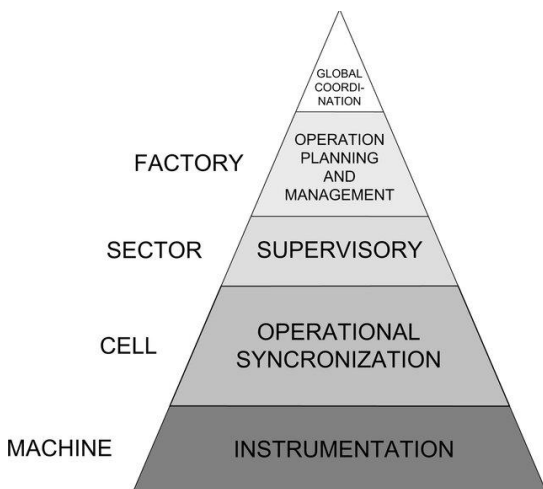 GLOBAL
COORDI-
NATION
FACTORY
OPERATION
PLANNING
AND
MANAGEMENT
SECTOR
SUPERVISORY
CELL
OPERATIONAL
SYNCRONIZATION
MACHINE
INSTRUMENTATION